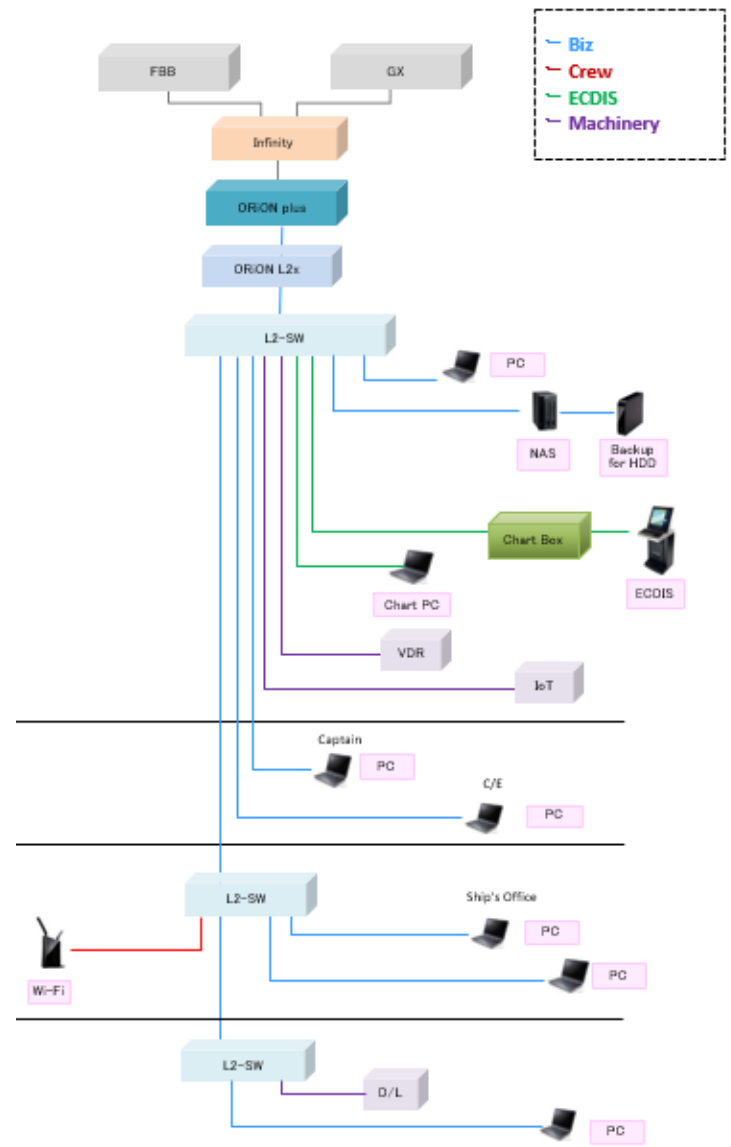 Biz
Crew
ECDIS
Machinery
FBB
GX
Infinity
ORiON plus
ORiON L2x
L2-SW
PC
NAS
Backup
for HDD
Chart Box
ECDIS
Chart PC
VDR
IoT
Captain
PC
C/E
PC
L2-SW
Ship's Office
PC
PC
Wi-Fi
L2-SW
D/L
PC